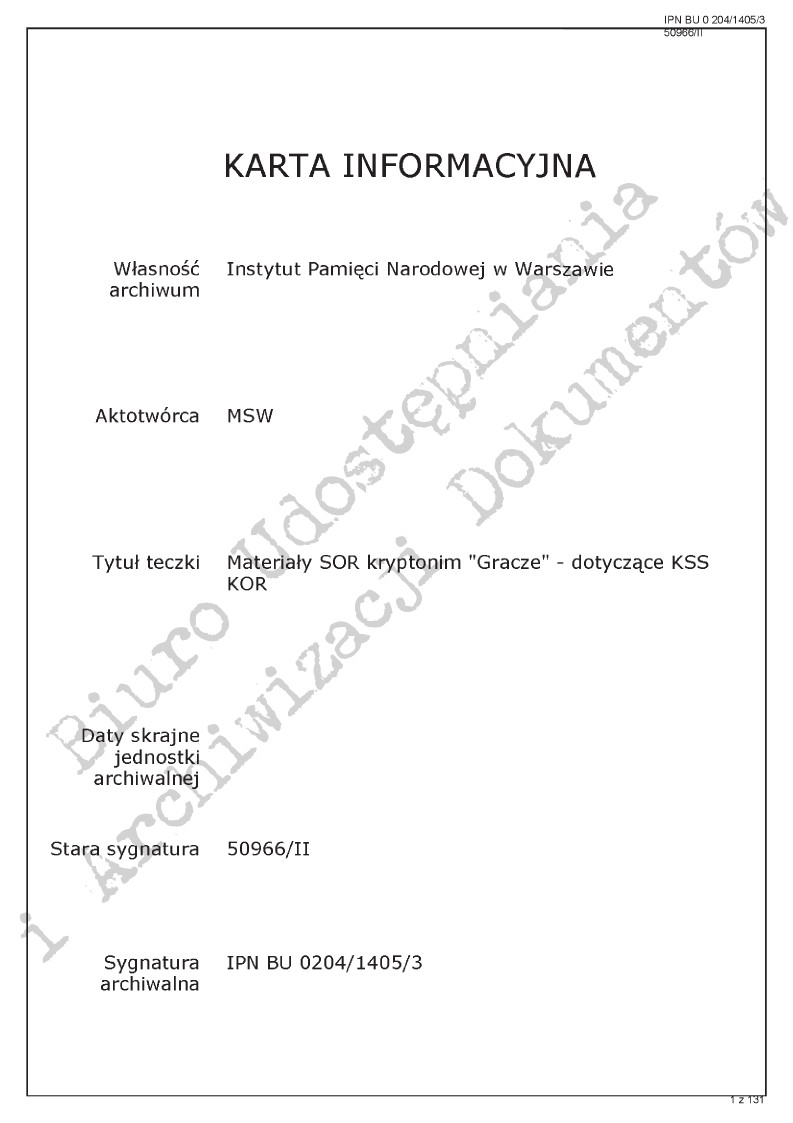 IPN BU 0 204/1405/3
50966/II
KARTA INFORMACYJNA
Własność
archiwum
Instytut Pamięci Narodowej w Warszawie
Aktotwórca
MSW
Tytuł teczki
Materiały SOR kryptonim "Gracze" - dotyczące KSS
KOR
Daty skrajne
jednostki
archiwalnej
Stara sygnatura
50966/II
Sygnatura
archiwalna
IPN BU 0204/1405/3
Biuro Udostępniania
i Archiwizacji Dokumentów
1 z 131